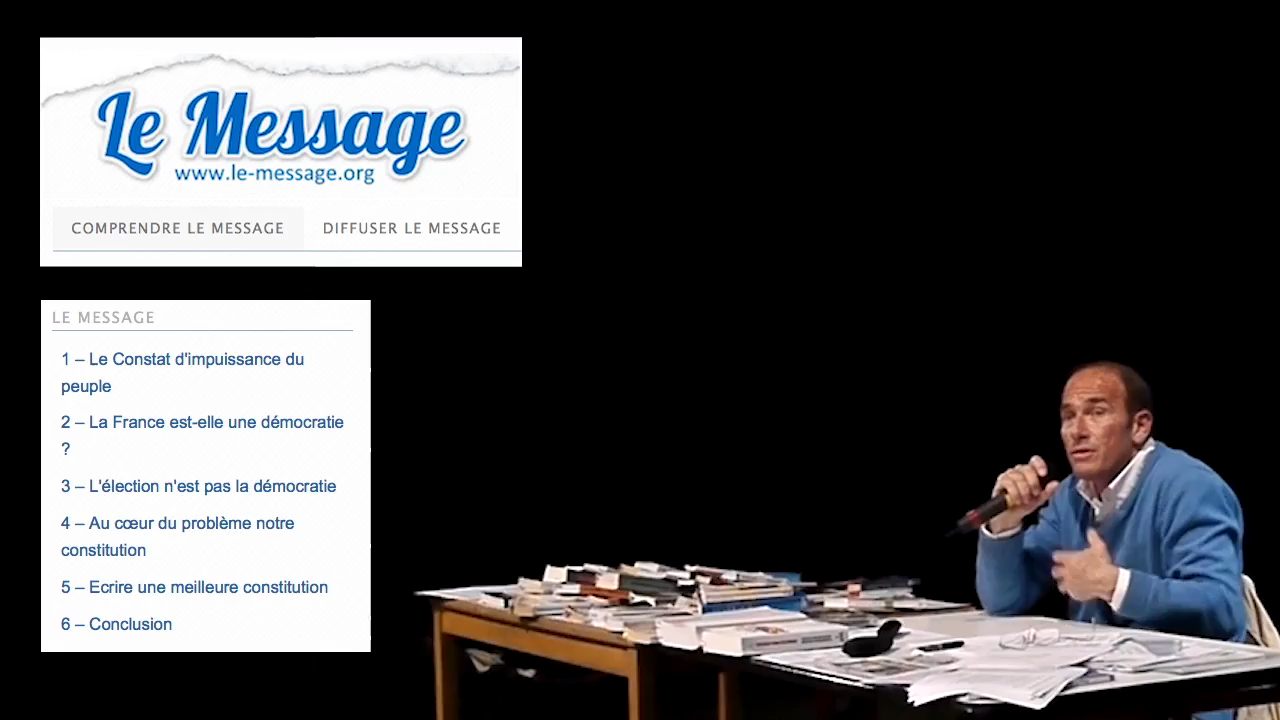 Le Message
www.le-message.org
COMPRENDRE LE MESSAGE DIFFUSER LE MESSAGE
LE MESSAGE
1 – Le Constat d'impuissance du
peuple
2 – La France est-elle une démocratie
?
3 – L'élection n'est pas la démocratie
4 – Au cœur du problème notre
constitution
5 – Ecrire une meilleure constitution
6 – Conclusion